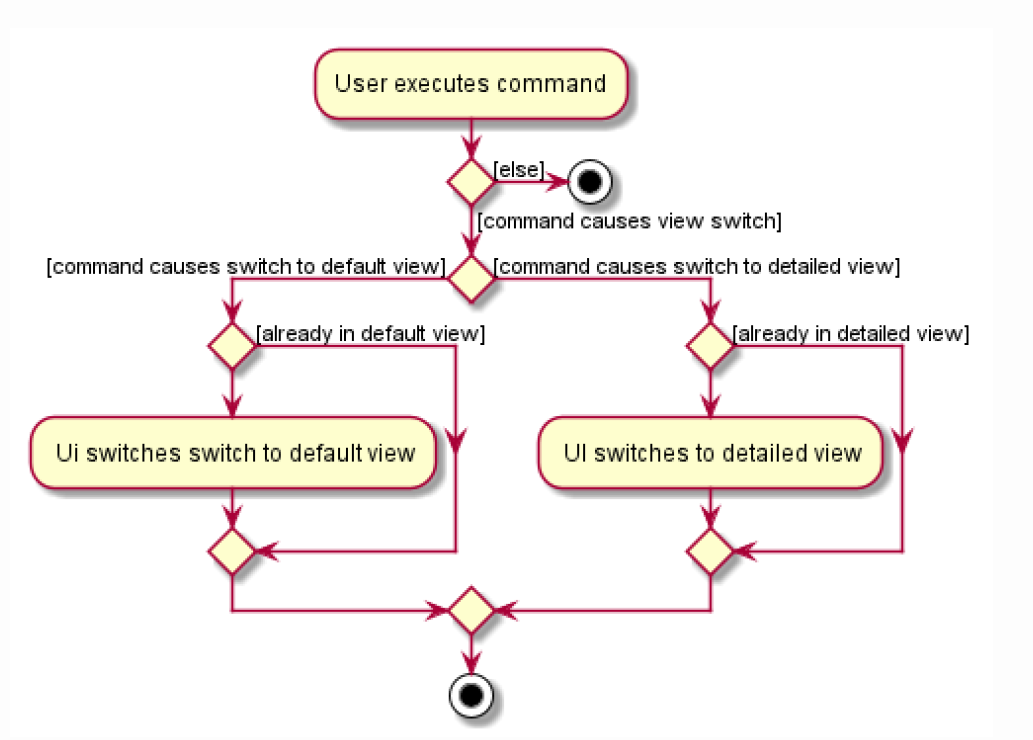 User executes command
[else]
[command causes view switch]
[command causes switch to default view]
[command causes switch to detailed view]
[already in default view]
[already in detailed view]
Ui switches switch to default view
UI switches to detailed view